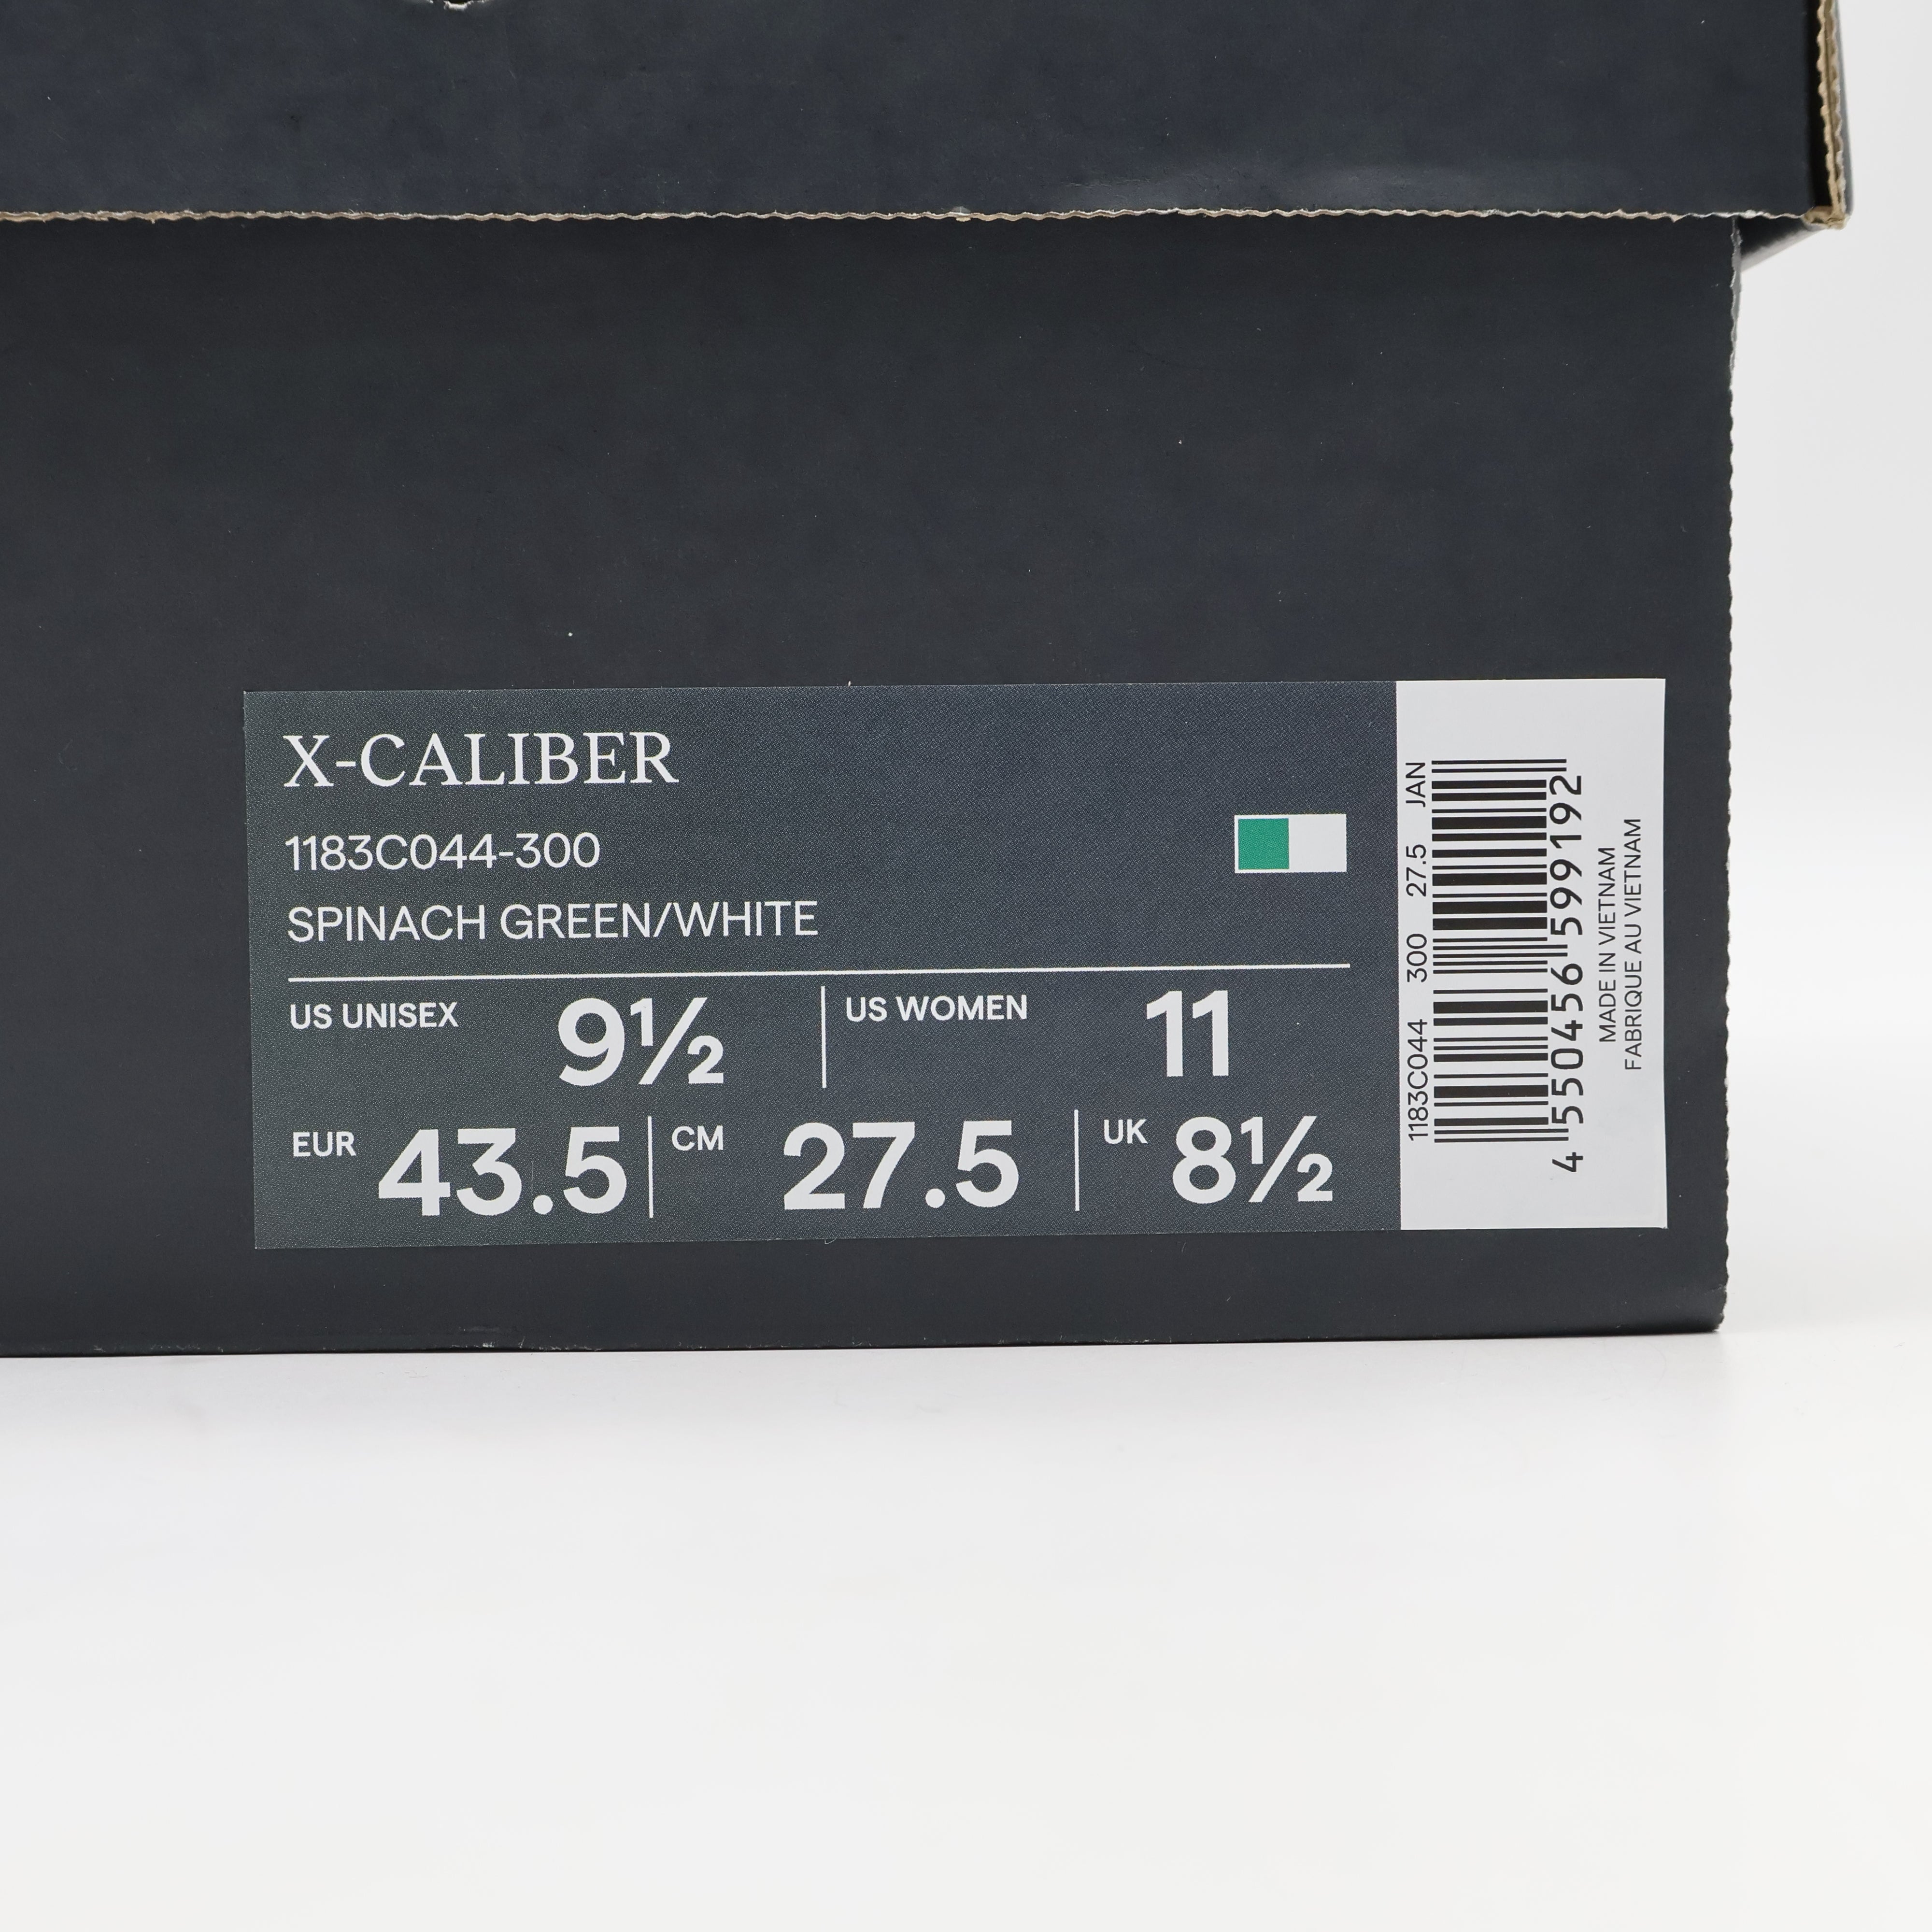 X-CALIBER
1183C044-300
SPINACH GREEN/WHITE
US UNISEX 9½ US WOMEN 11
EUR 43.5 CM 27.5 UK 8½
1183C044 300 27.5 JAN
4 550456 599192
MADE IN VIETNAM
FABRIQUE AU VIETNAM